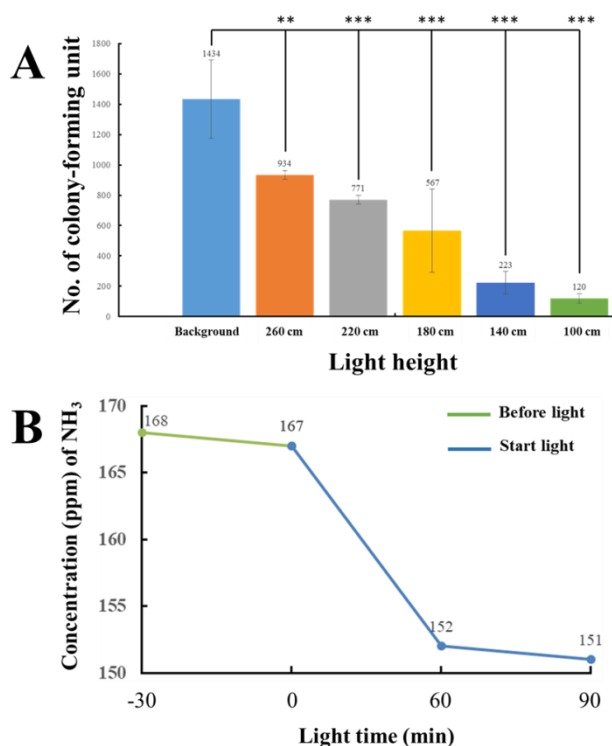 A
** *** *** *** ***
No. of colony-forming unit
1800
1600
1400
1200
1000
800
600
400
200
0
1434
934
771
567
223
120
Background 260 cm 220 cm 180 cm 140 cm 100 cm
Light height
B
Concentration (ppm) of NH₃
170
165
160
155
150
168
167
152
151
Before light
Start light
-30 0 60 90
Light time (min)